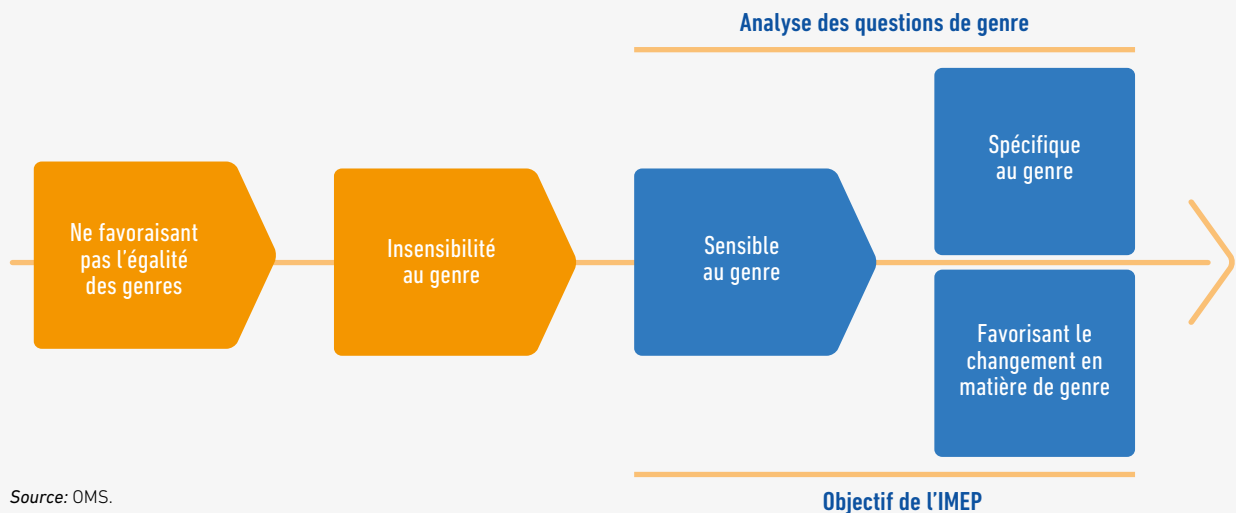 Analyse des questions de genre
Ne favoraisant
pas l’égalité
des genres
Insensibilité
au genre
Sensible
au genre
Spécifique
au genre
Favorisant le
changement en
matière de genre
Source: OMS.
Objectif de l’IMEP